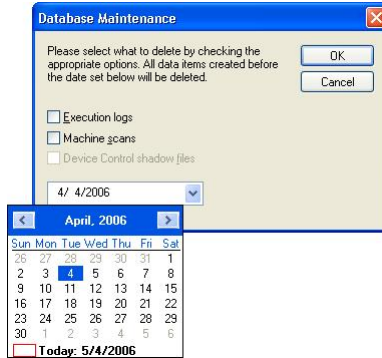 Database Maintenance
Please select what to delete by checking the
appropriate options. All data items created before
the date set below will be deleted.
OK
Cancel
Execution logs
Machine scans
Device Control shadow files
4/ 4/2006
April, 2006
Sun Mon Tue Wed Thu Fri Sat
26 27 28 29 30 31 1
2 3 4 5 6 7 8
9 10 11 12 13 14 15
16 17 18 19 20 21 22
23 24 25 26 27 28 29
30 1 2 3 4 5 6
Today: 5/4/2006